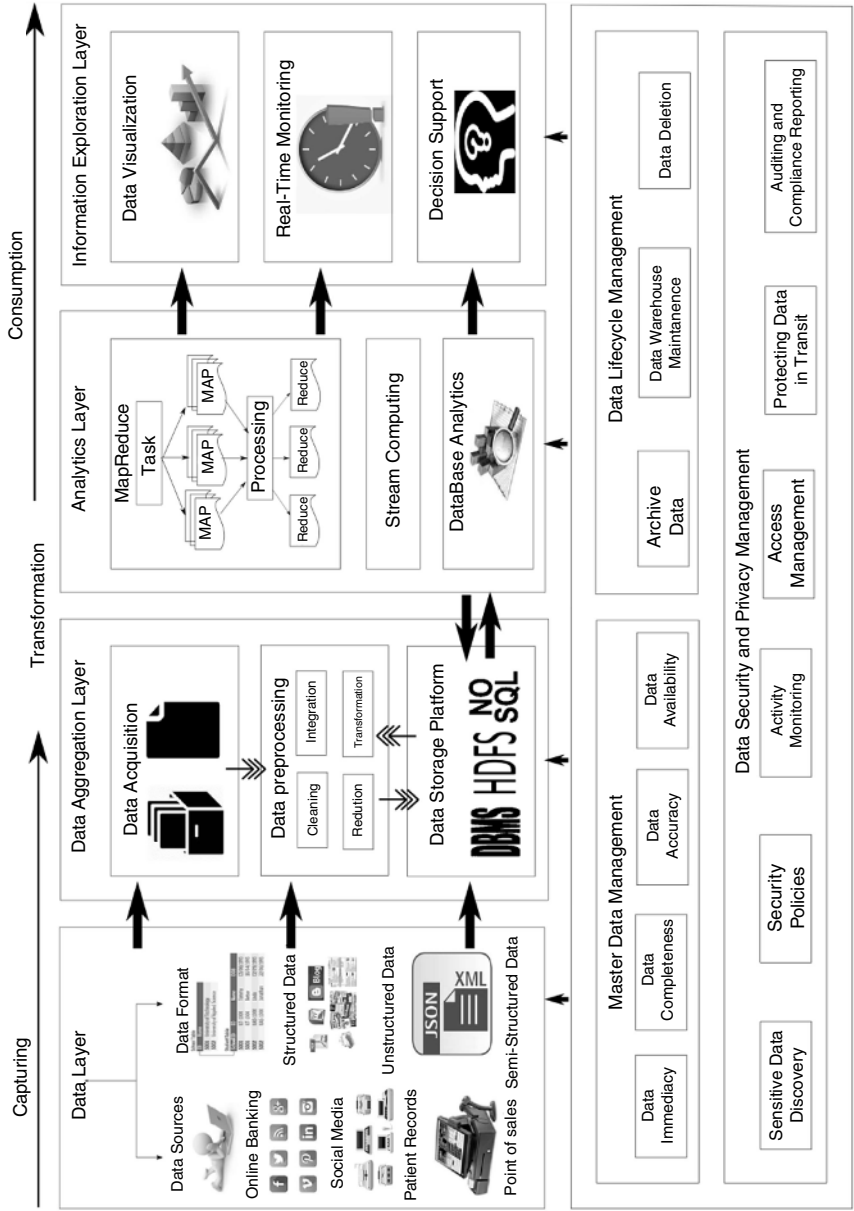 Capturing
Transformation
Consumption
Data Layer
Data Sources
Online Banking
Social Media
Patient Records
Point of sales
Data Format
Structured Data
Blog
Unstructured Data
JSON
XML
Semi-Structured Data
Data Aggregation Layer
Data Acquisition
Data preprocessing
Cleaning
Integration
Redution
Transformation
Data Storage Platform
DBMS
HDFS
NO
SQL
Analytics Layer
MapReduce
Task
MAP
MAP
MAP
Processing
Reduce
Reduce
Reduce
Stream Computing
DataBase Analytics
Information Exploration Layer
Data Visualization
Real-Time Monitoring
Decision Support
Master Data Management
Data
Immediacy
Data
Completeness
Data
Accuracy
Data
Availability
Data Lifecycle Management
Archive
Data
Data Warehouse
Maintanence
Data Deletion
Data Security and Privacy Management
Sensitive Data
Discovery
Security
Policies
Activity
Monitoring
Access
Management
Protecting Data
in Transit
Auditing and
Compliance Reporting